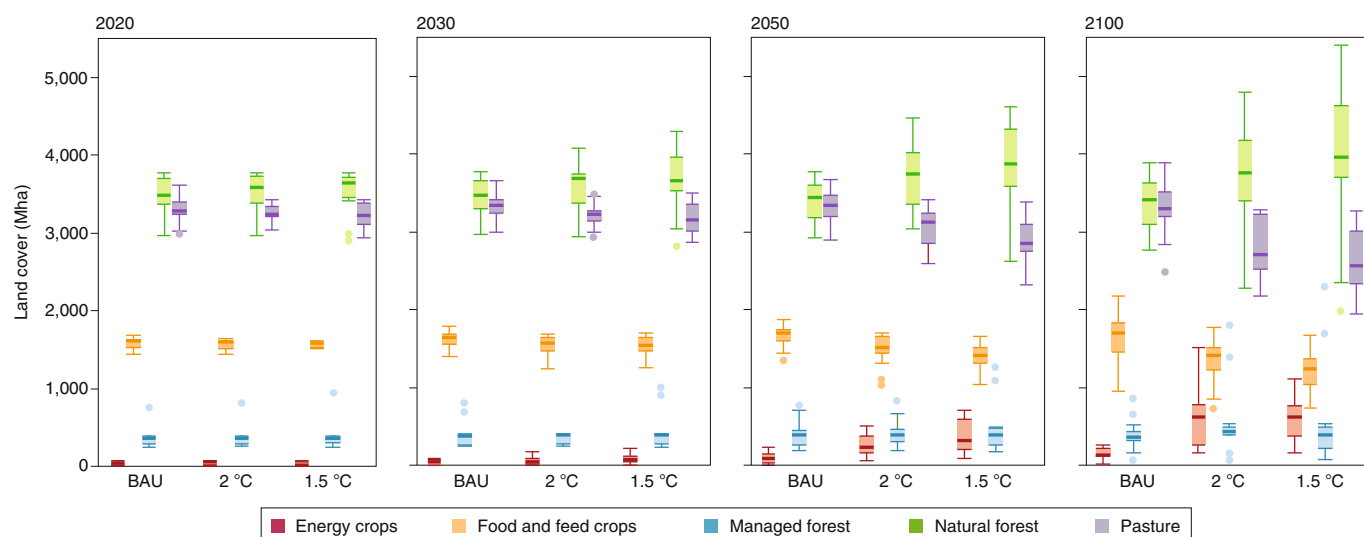 2020 2030 2050 2100
Land cover (Mha)
5,000
4,000
3,000
2,000
1,000
0
BAU 2 °C 1.5 °C BAU 2 °C 1.5 °C BAU 2 °C 1.5 °C BAU 2 °C 1.5 °C
Energy crops Food and feed crops Managed forest Natural forest Pasture